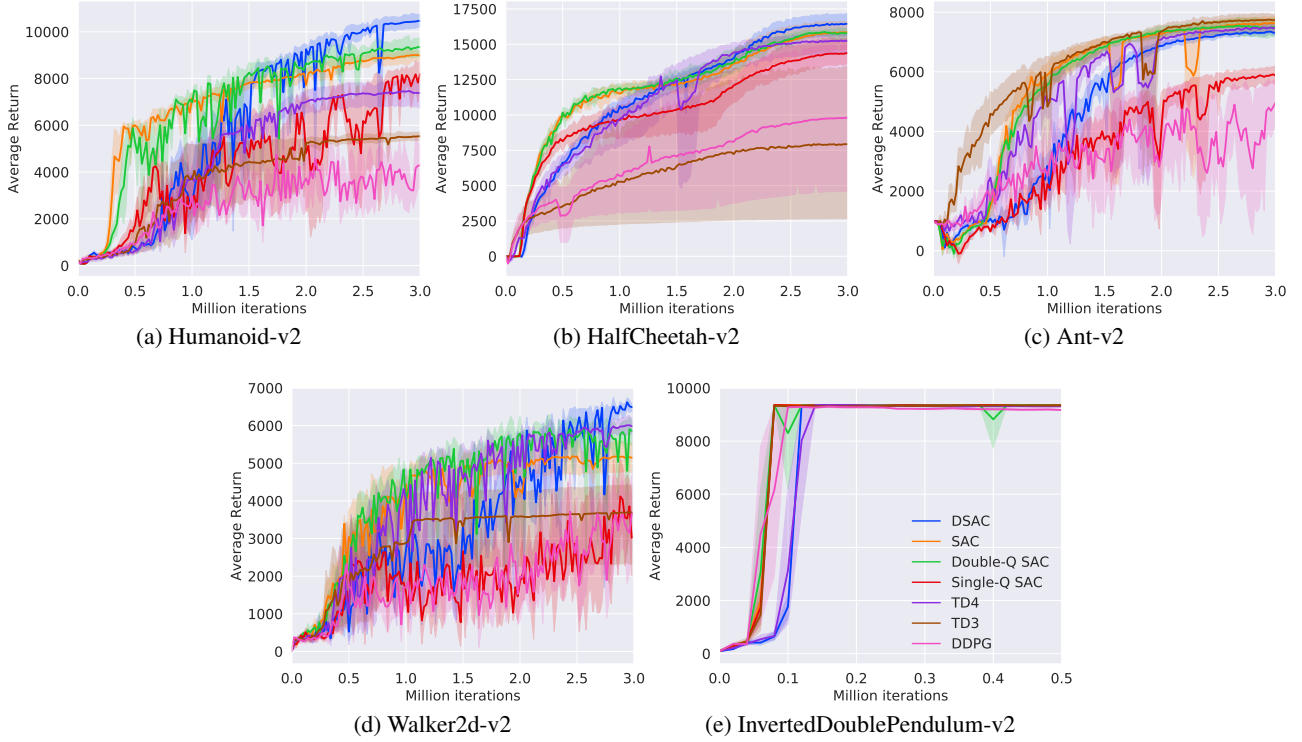 10000
8000
6000
4000
2000
0
Average Return
0.0 0.5 1.0 1.5 2.0 2.5 3.0
Million iterations
(a) Humanoid-v2
17500
15000
12500
10000
7500
5000
2500
0
Average Return
0.0 0.5 1.0 1.5 2.0 2.5 3.0
Million iterations
(b) HalfCheetah-v2
8000
6000
4000
2000
0
Average Return
0.0 0.5 1.0 1.5 2.0 2.5 3.0
Million iterations
(c) Ant-v2
7000
6000
5000
4000
3000
2000
1000
0
Average Return
0.0 0.5 1.0 1.5 2.0 2.5 3.0
Million iterations
(d) Walker2d-v2
10000
8000
6000
4000
2000
0
Average Return
DSAC
SAC
Double-Q SAC
Single-Q SAC
TD4
TD3
DDPG
0.0 0.1 0.2 0.3 0.4 0.5
Million iterations
(e) InvertedDoublePendulum-v2